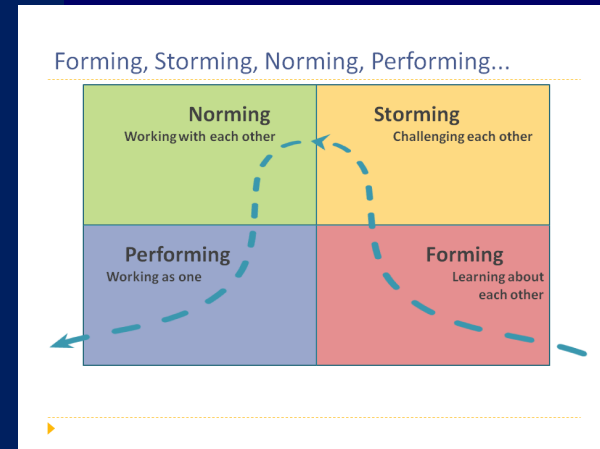 Forming, Storming, Norming, Performing...
Norming
Working with each other
Storming
Challenging each other
Performing
Working as one
Forming
Learning about
each other